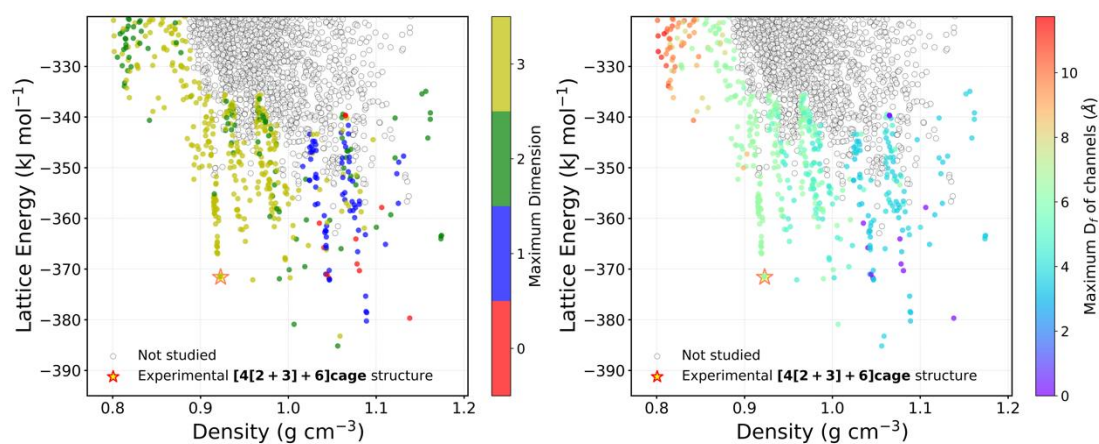 Lattice Energy (kJ mol⁻¹)
−330
−340
−350
−360
−370
−380
−390
Not studied
Experimental [4[2 + 3] + 6]cage structure
0.8 0.9 1.0 1.1 1.2
Density (g cm⁻³)
3
2
1
0
Maximum Dimension
Lattice Energy (kJ mol⁻¹)
−330
−340
−350
−360
−370
−380
−390
Not studied
Experimental [4[2 + 3] + 6]cage structure
0.8 0.9 1.0 1.1 1.2
Density (g cm⁻³)
10
8
6
4
2
0
Maximum D_f of channels (Å)